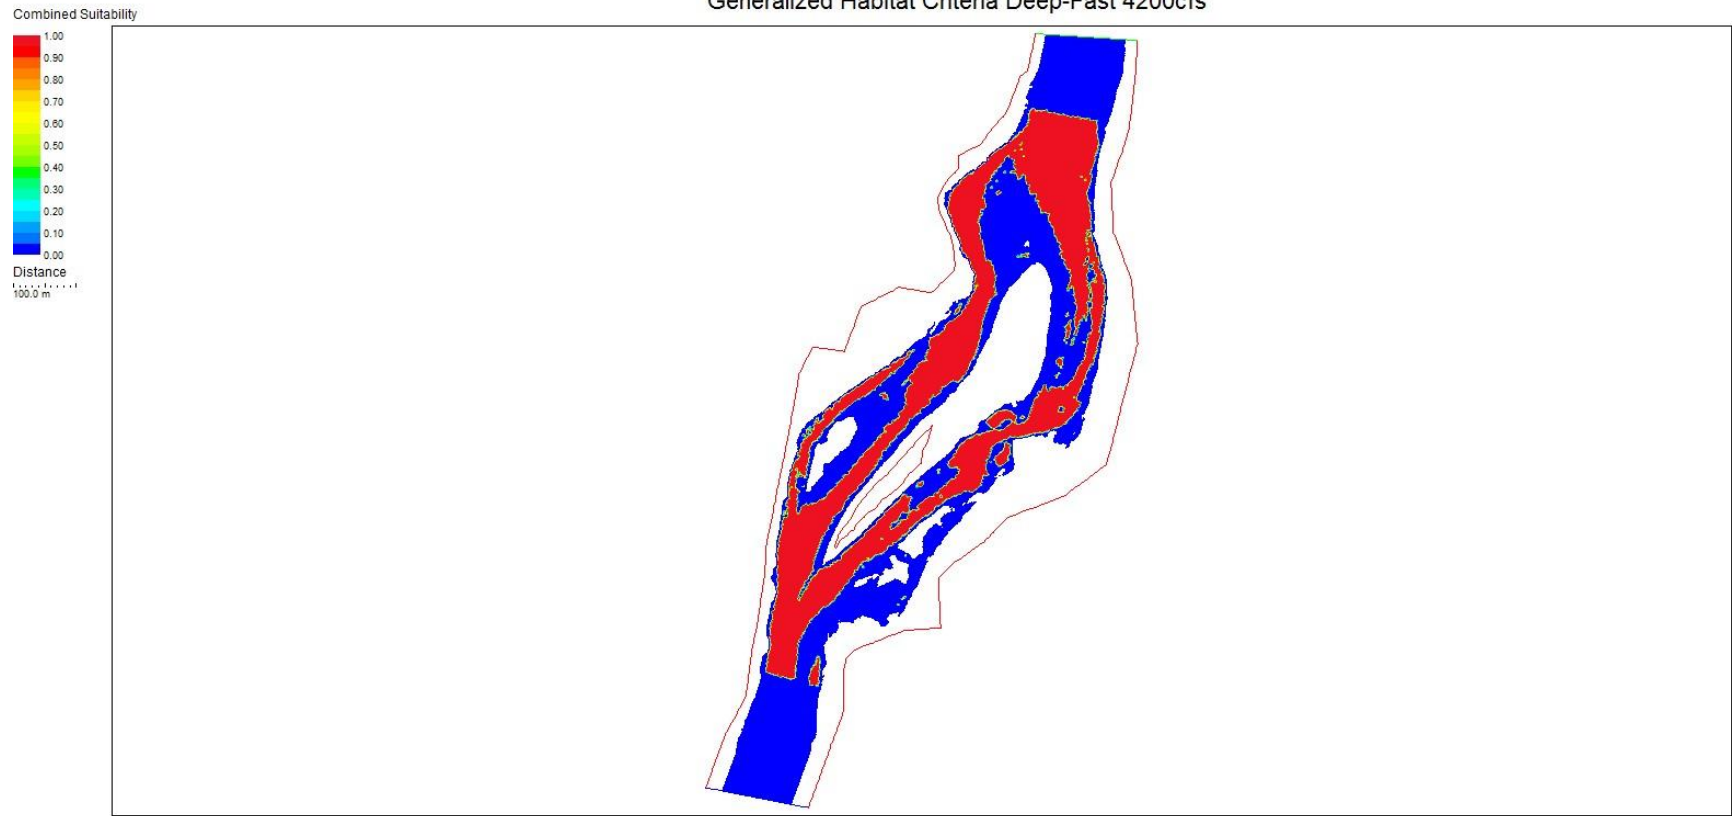 Generalized Habitat Criteria Deep-Fast 4200cfs
Combined Suitability
1.00
0.90
0.80
0.70
0.60
0.50
0.40
0.30
0.20
0.10
0.00
Distance
100.0 m